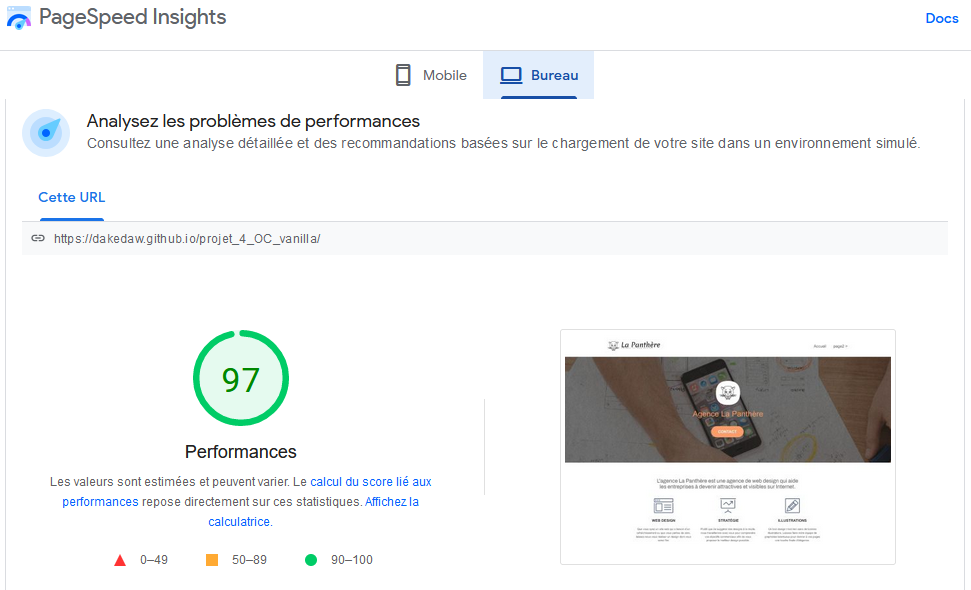 PageSpeed Insights
Docs
Mobile
Bureau
Analysez les problèmes de performances
Consultez une analyse détaillée et des recommandations basées sur le chargement de votre site dans un environnement simulé.
Cette URL
https://dakedaw.github.io/projet_4_OC_vanilla/
97
Performances
Les valeurs sont estimées et peuvent varier. Le calcul du score lié aux
performances repose directement sur ces statistiques. Affichez la
calculatrice.
0–49
50–89
90–100
La Panthère
Accueil page2
Agence La Panthère
CONTACT
L'agence La Panthère est une agence de web design qui aide
les entreprises à devenir attractives et visibles sur Internet.
WEB DESIGN
STRATÉGIE
ILLUSTRATIONS